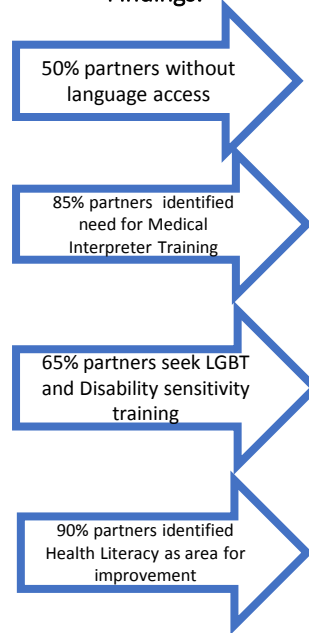 Findings:
50% partners without
language access
85% partners identified
need for Medical
Interpreter Training
65% partners seek LGBT
and Disability sensitivity
training
90% partners identified
Health Literacy as area for
improvement